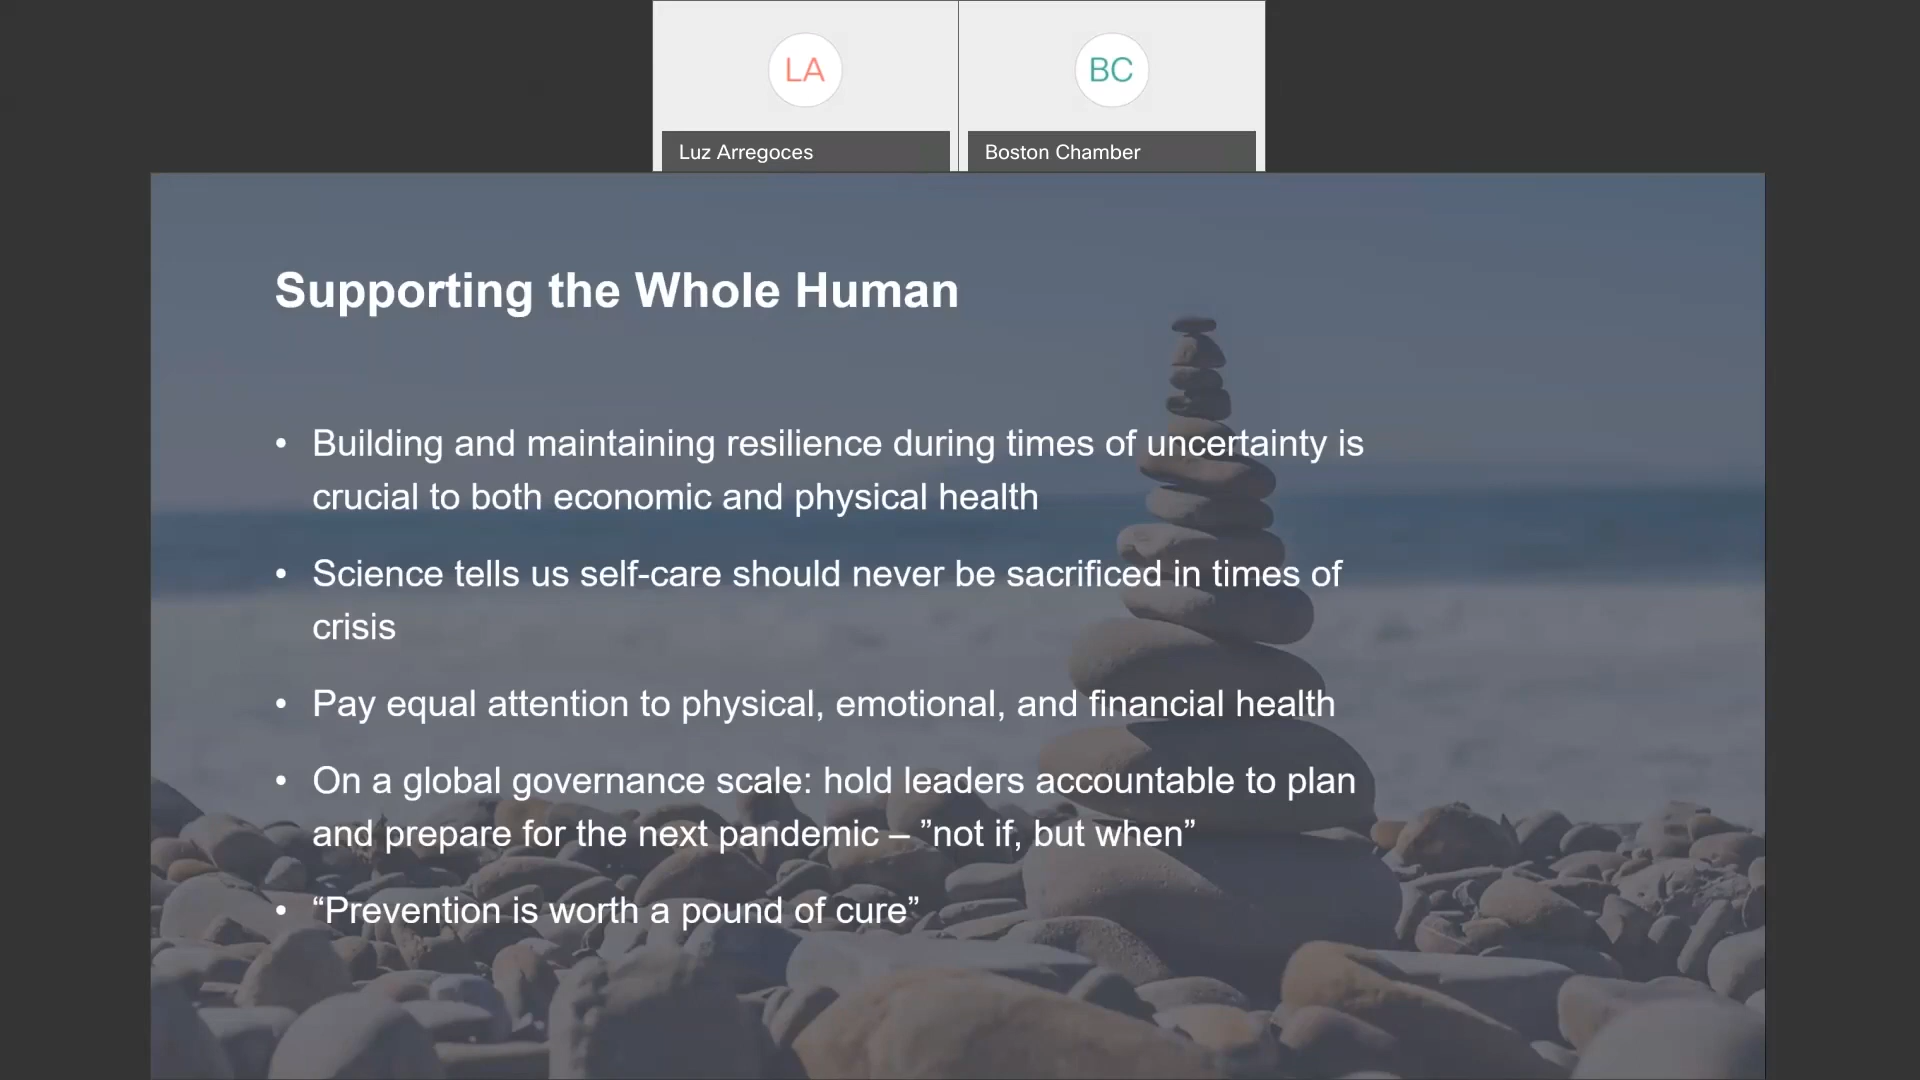 LA
BC
Luz Arregoces
Boston Chamber
Supporting the Whole Human
• Building and maintaining resilience during times of uncertainty is
crucial to both economic and physical health
• Science tells us self-care should never be sacrificed in times of
crisis
• Pay equal attention to physical, emotional, and financial health
• On a global governance scale: hold leaders accountable to plan
and prepare for the next pandemic – ”not if, but when”
• “Prevention is worth a pound of cure”